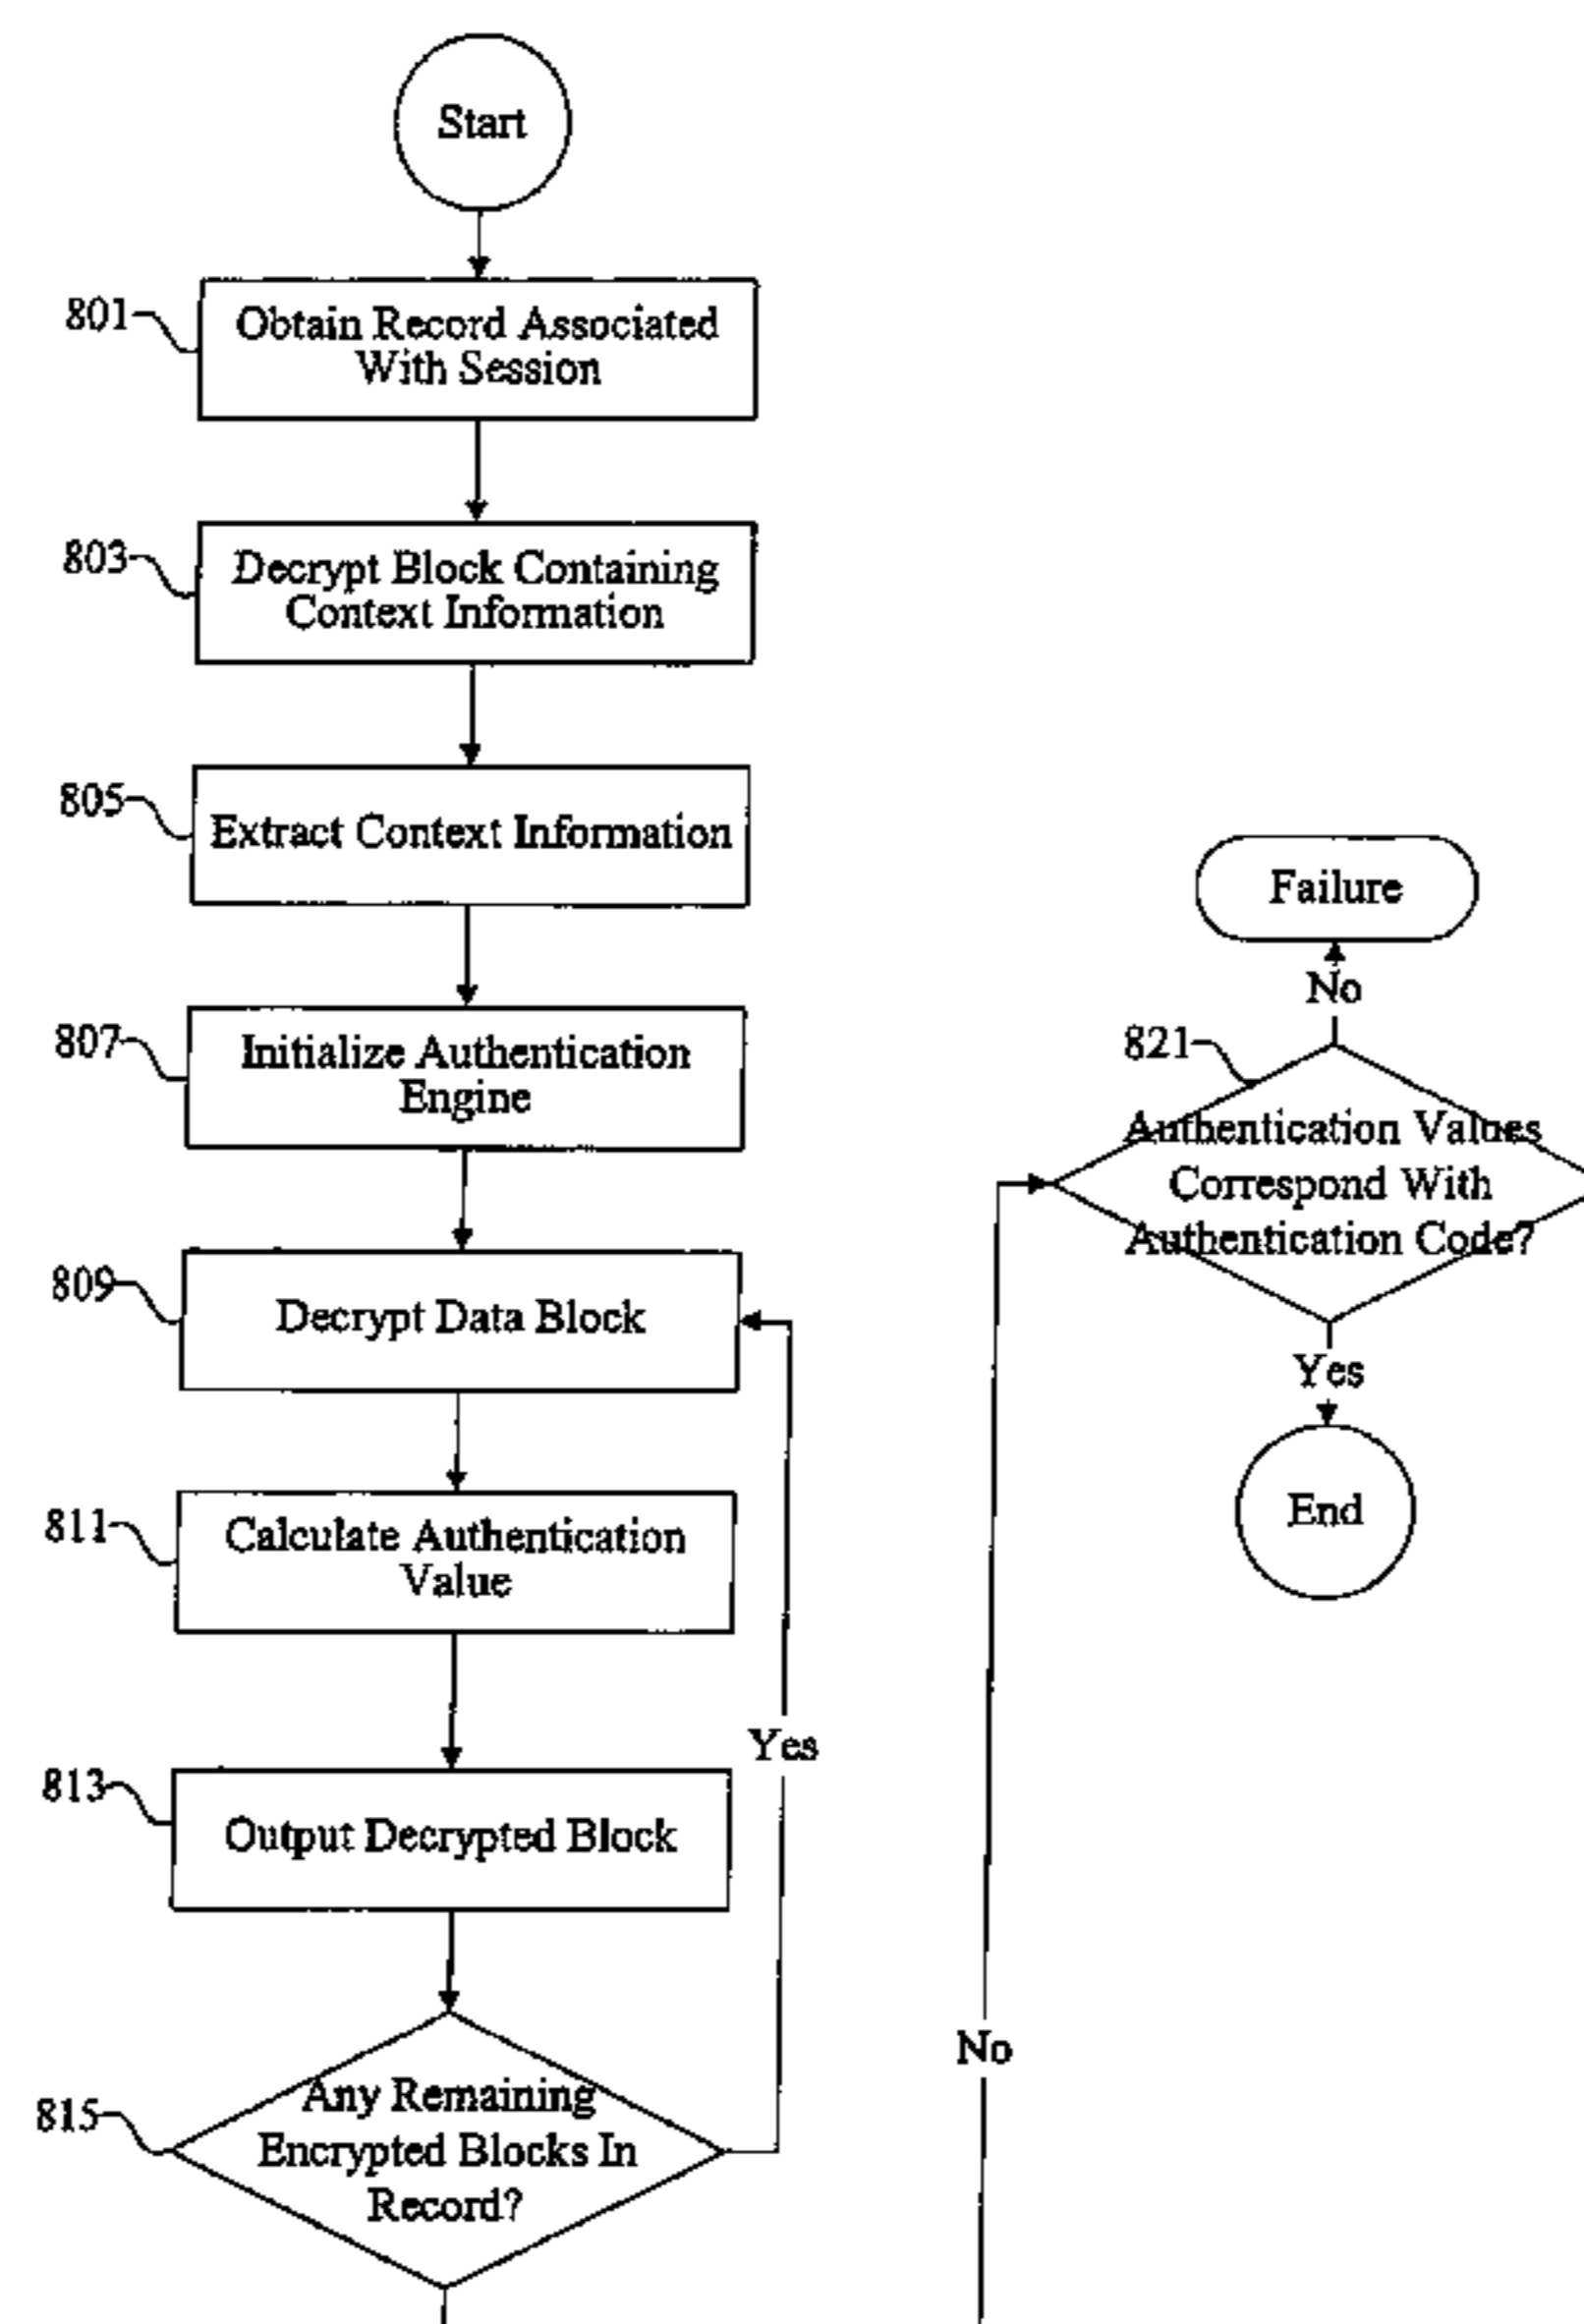 Start
801
Obtain Record Associated
With Session
803
Decrypt Block Containing
Context Information
805
Extract Context Information
807
Initialize Authentication
Engine
809
Decrypt Data Block
811
Calculate Authentication
Value
Yes
813
Output Decrypted Block
815
Any Remaining
Encrypted Blocks In
Record?
No
Failure
No
821
Authentication Values
Correspond With
Authentication Code?
Yes
End